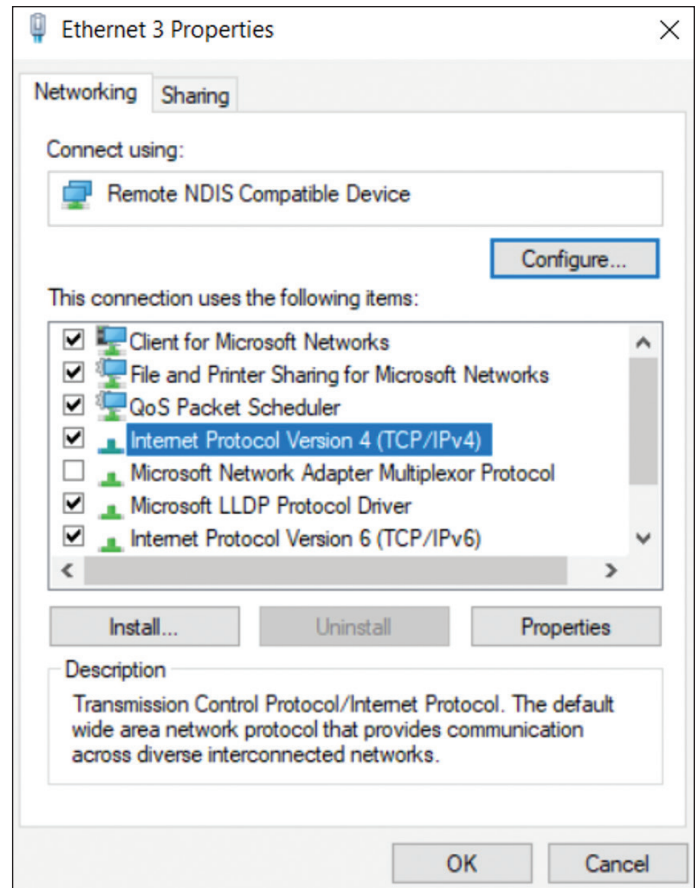 Ethernet 3 Properties
Networking
Sharing
Connect using:
Remote NDIS Compatible Device
Configure...
This connection uses the following items:
Client for Microsoft Networks
File and Printer Sharing for Microsoft Networks
QoS Packet Scheduler
Internet Protocol Version 4 (TCP/IPv4)
Microsoft Network Adapter Multiplexor Protocol
Microsoft LLDP Protocol Driver
Internet Protocol Version 6 (TCP/IPv6)
Install...
Uninstall
Properties
Description
Transmission Control Protocol/Internet Protocol. The default
wide area network protocol that provides communication
across diverse interconnected networks.
OK
Cancel